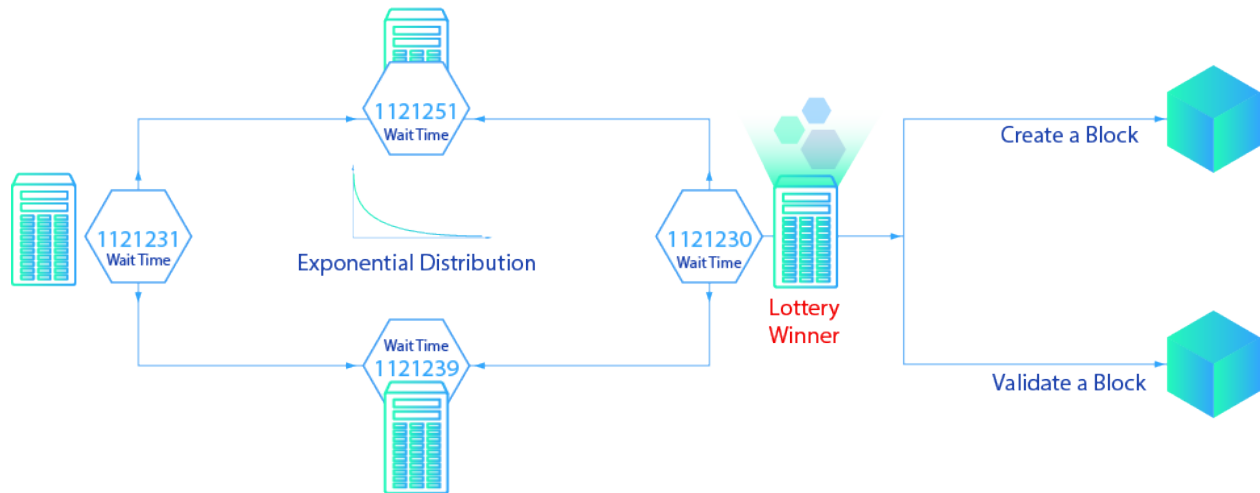 1121251
Wait Time
1121231
Wait Time
Exponential Distribution
1121230
Wait Time
Lottery
Winner
Wait Time
1121239
Create a Block
Validate a Block